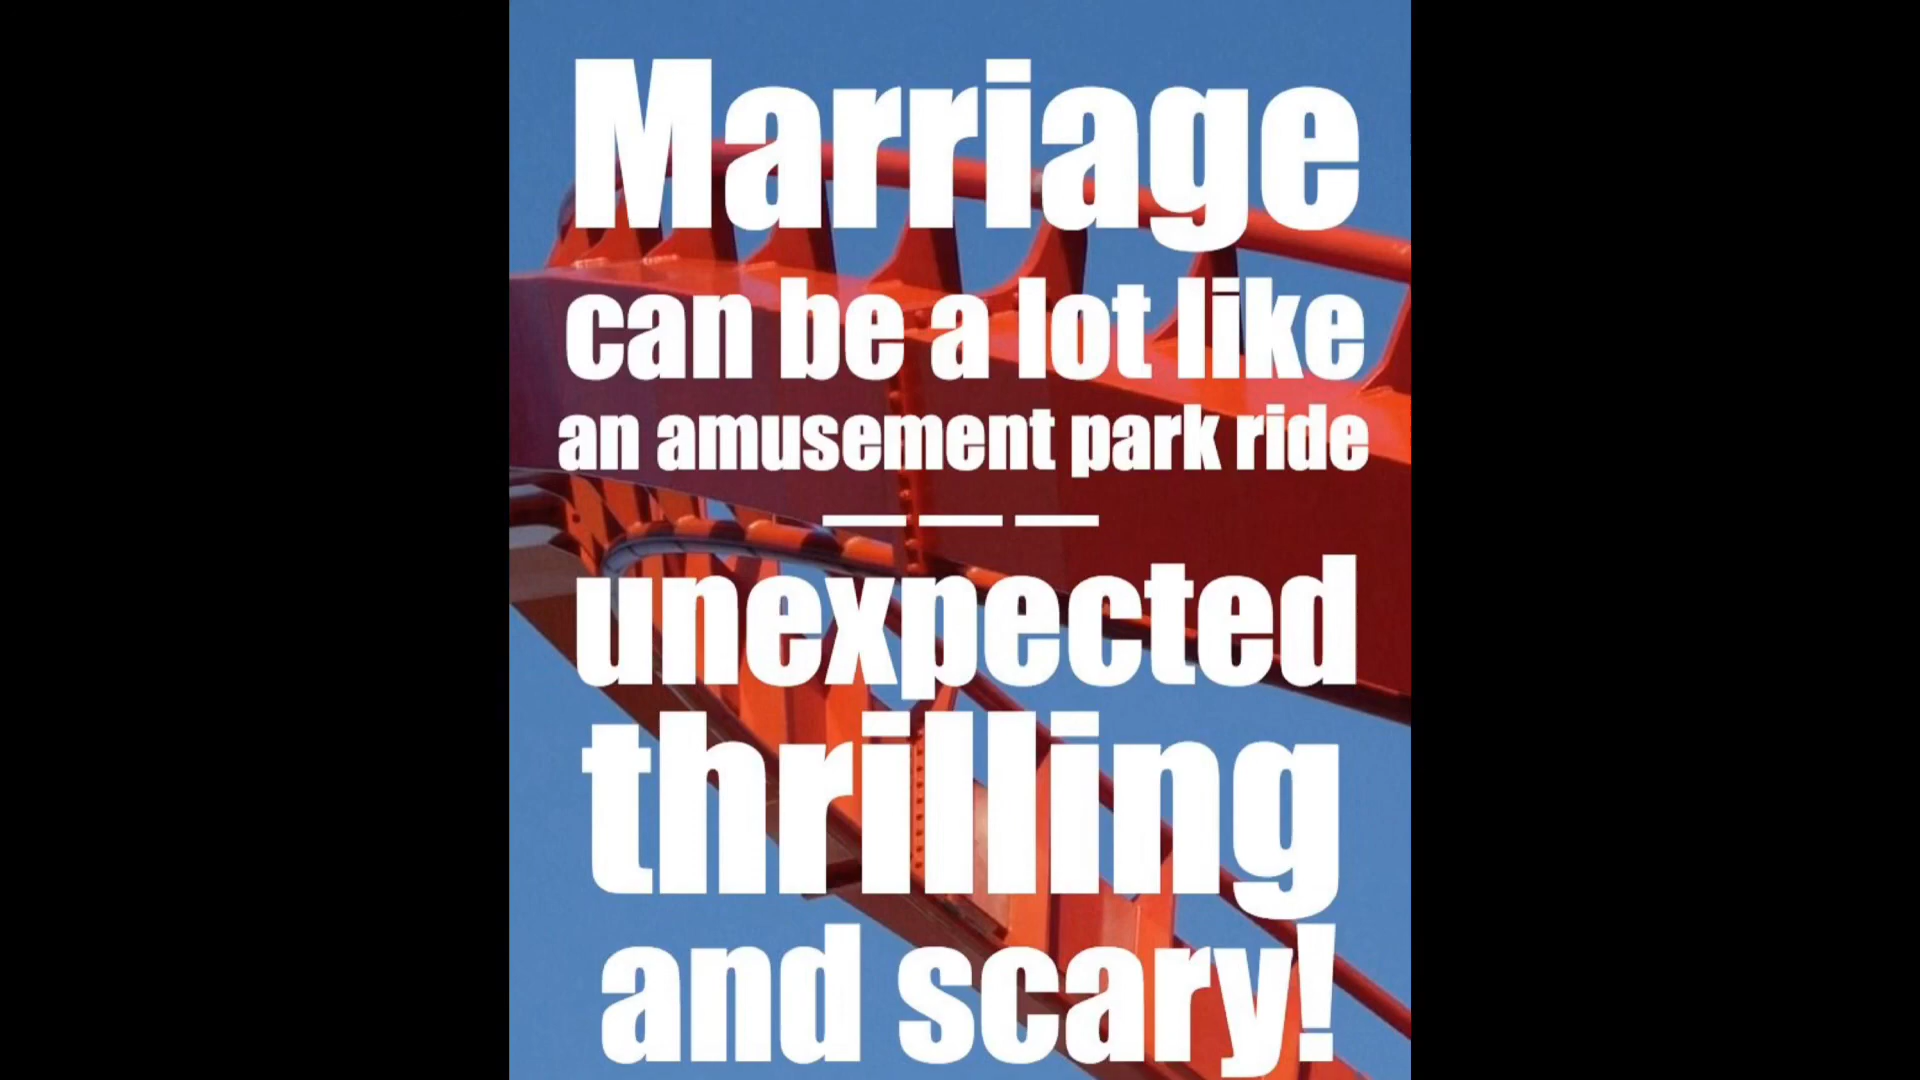 Marriage
can be a lot like
an amusement park ride
———
unexpected
thrilling
and scary!